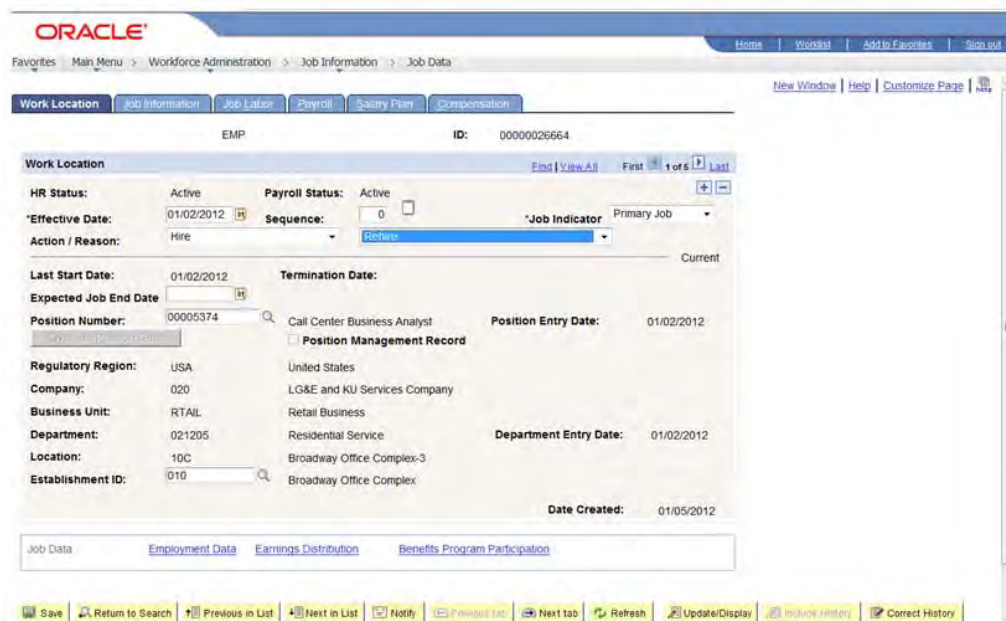 ORACLE'
Home | Worklist | Add to Favorites | Sign out
Favorites Main Menu > Workforce Administration > Job Information > Job Data
New Window | Help | Customize Page |
Work Location Job Information Job Labor Payroll Salary Plan Compensation
EMP ID: 00000026664
Work Location Find | View All First 1 of 5 Last
HR Status: Active Payroll Status: Active
*Effective Date: 01/02/2012 Sequence: 0 *Job Indicator Primary Job
Action / Reason: Hire Rehire
Current
Last Start Date: 01/02/2012 Termination Date:
Expected Job End Date
Position Number: 00005374 Call Center Business Analyst Position Entry Date: 01/02/2012
Position Management Record
Regulatory Region: USA United States
Company: 020 LG&E and KU Services Company
Business Unit: RTAIL Retail Business
Department: 021205 Residential Service Department Entry Date: 01/02/2012
Location: 10C Broadway Office Complex-3
Establishment ID: 010 Broadway Office Complex
Date Created: 01/05/2012
Job Data Employment Data Earnings Distribution Benefits Program Participation
Save Return to Search Previous in List Next in List Notify Previous tab Next tab Refresh Update/Display Include History Correct History